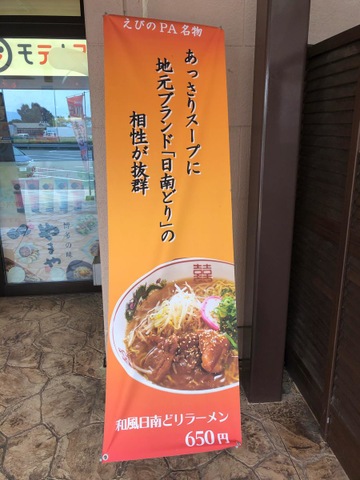 えびのPA名物
あっさりスープに
地元ブランド「日南どり」の
相性が抜群
囍
和風日南どりラーメン
650円